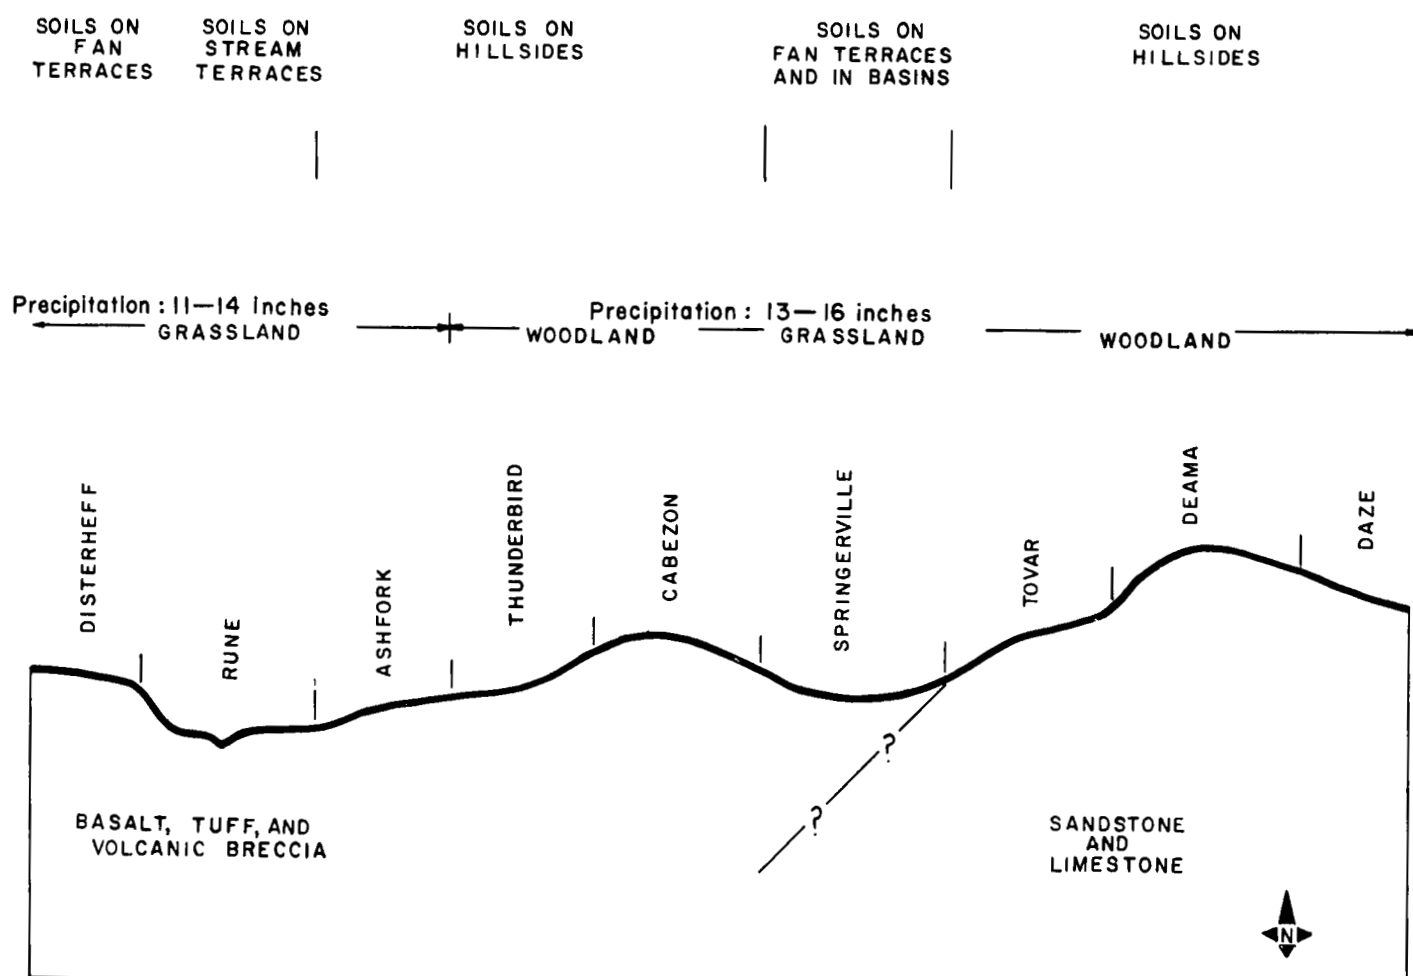 SOILS ON
FAN
TERRACES
SOILS ON
STREAM
TERRACES
SOILS ON
HILLSIDES
SOILS ON
FAN TERRACES
AND IN BASINS
SOILS ON
HILLSIDES
Precipitation : 11—14 inches
GRASSLAND
Precipitation : 13—16 inches
WOODLAND
GRASSLAND
WOODLAND
DISTERHEFF
RUNE
ASHFORK
THUNDERBIRD
CABEZON
SPRINGERVILLE
TOVAR
DEAMA
DAZE
?
?
BASALT, TUFF, AND
VOLCANIC BRECCIA
SANDSTONE
AND
LIMESTONE
N